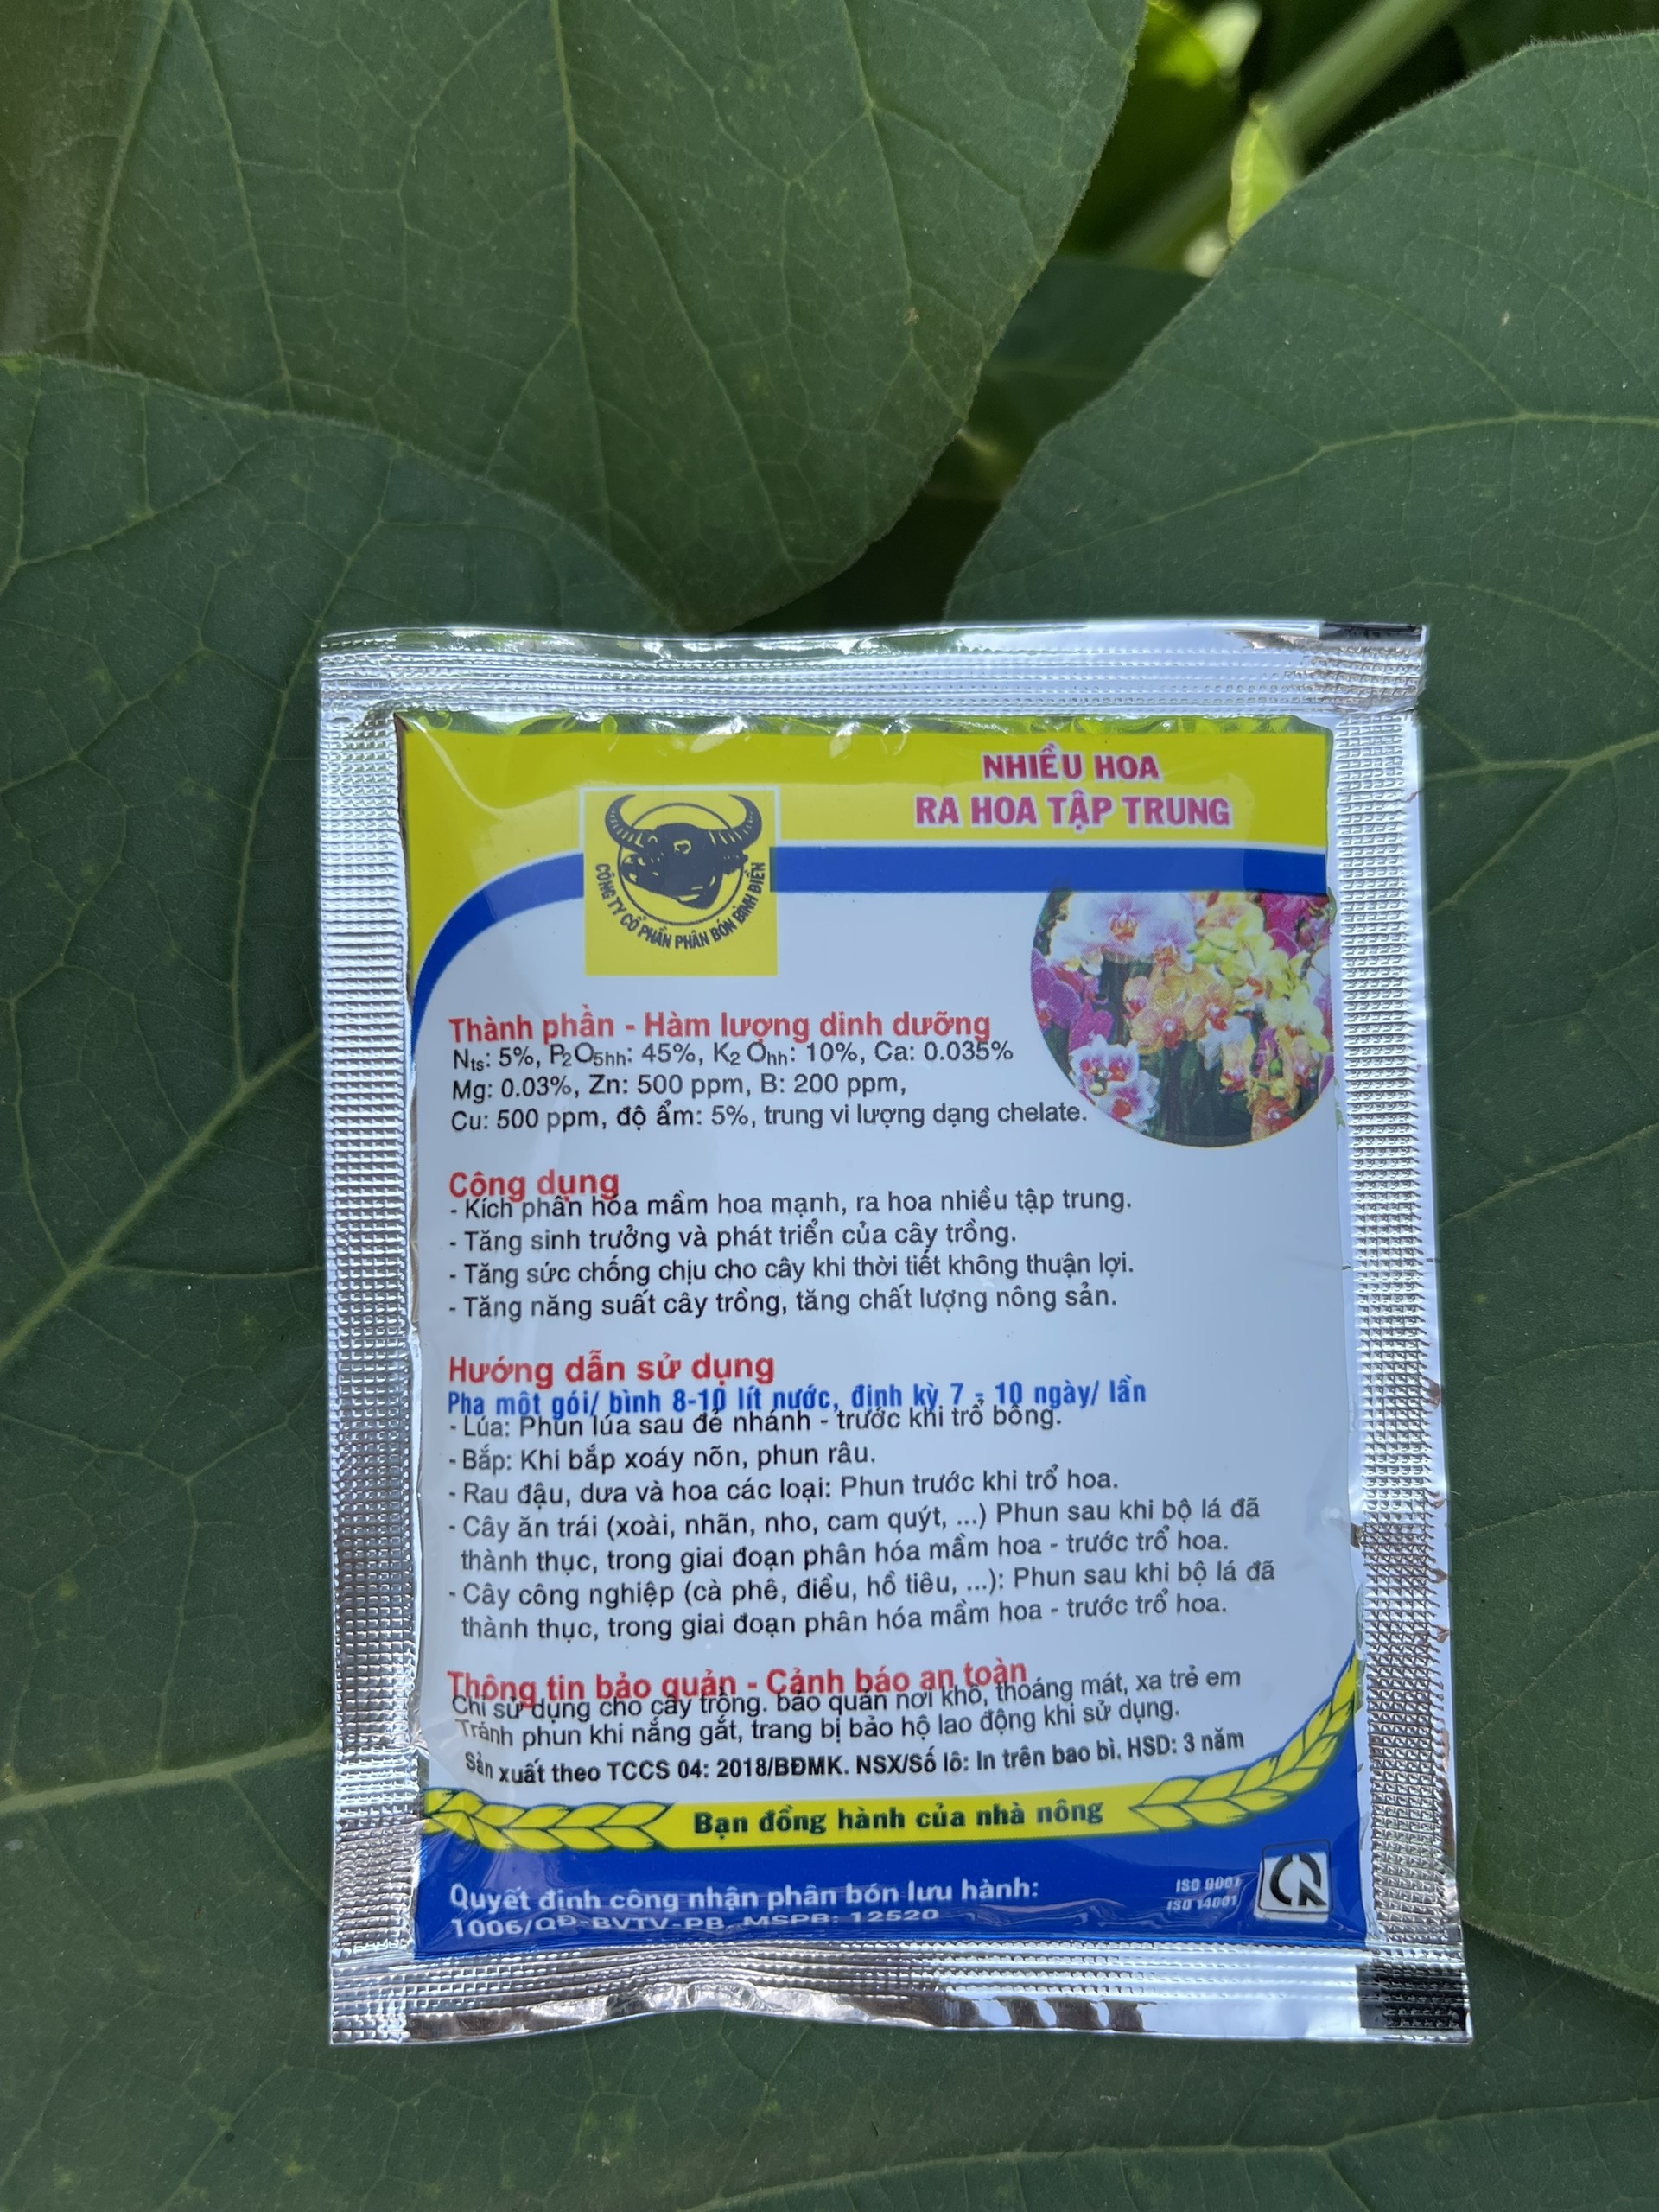 NHIỀU HOA
RA HOA TẬP TRUNG
CÔNG TY CỔ PHẦN PHÂN BÓN BÌNH ĐIỀN
Thành phần - Hàm lượng dinh dưỡng
Nts: 5%, P2O5hh: 45%, K2 Ohh: 10%, Ca: 0.035%
Mg: 0.03%, Zn: 500 ppm, B: 200 ppm,
Cu: 500 ppm, độ ẩm: 5%, trung vi lượng dạng chelate.
Công dụng
- Kích phân hóa mầm hoa mạnh, ra hoa nhiều tập trung.
- Tăng sinh trưởng và phát triển của cây trồng.
- Tăng sức chống chịu cho cây khi thời tiết không thuận lợi.
- Tăng năng suất cây trồng, tăng chất lượng nông sản.
Hướng dẫn sử dụng
Pha một gói/ bình 8-10 lít nước, định kỳ 7 - 10 ngày/ lần
- Lúa: Phun lúa sau đẻ nhánh - trước khi trổ bông.
- Bắp: Khi bắp xoáy nõn, phun râu.
- Rau đậu, dưa và hoa các loại: Phun trước khi trổ hoa.
- Cây ăn trái (xoài, nhãn, nho, cam quýt, ...) Phun sau khi bộ lá đã
thành thục, trong giai đoạn phân hóa mầm hoa - trước trổ hoa.
- Cây công nghiệp (cà phê, điều, hồ tiêu, ...): Phun sau khi bộ lá đã
thành thục, trong giai đoạn phân hóa mầm hoa - trước trổ hoa.
Thông tin bảo quản - Cảnh báo an toàn
Chỉ sử dụng cho cây trồng. bảo quản nơi khô, thoáng mát, xa trẻ em
Tránh phun khi nắng gắt, trang bị bảo hộ lao động khi sử dụng.
Sản xuất theo TCCS 04: 2018/BĐMK. NSX/Số lô: In trên bao bì. HSD: 3 năm
Bạn đồng hành của nhà nông
Quyết định công nhận phân bón lưu hành:
1006/QĐ-BVTV-PB, MSPB: 12520
ISO 9001
ISO 14001